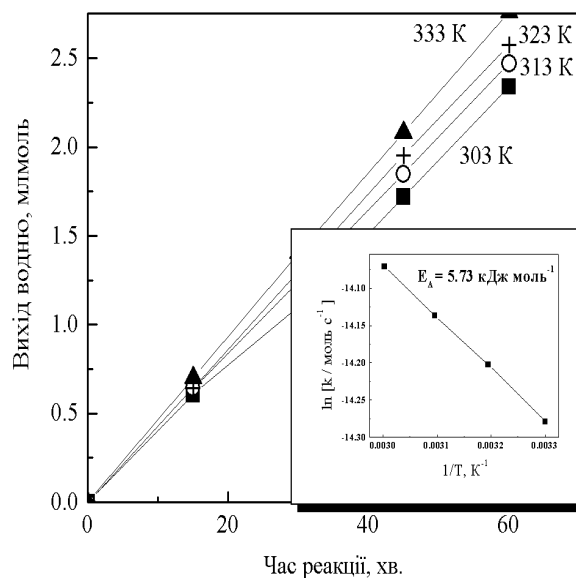 333 К
323 К
313 К
303 К
Вихід водню, млмоль
2.5
2.0
1.5
1.0
0.5
0.0
0
20
40
60
Час реакції, хв.
E_A = 5.73 кДж моль⁻¹
ln [k / моль с⁻¹ ]
-14.10
-14.15
-14.20
-14.25
-14.30
0.0030
0.0031
0.0032
0.0033
1/T, К⁻¹